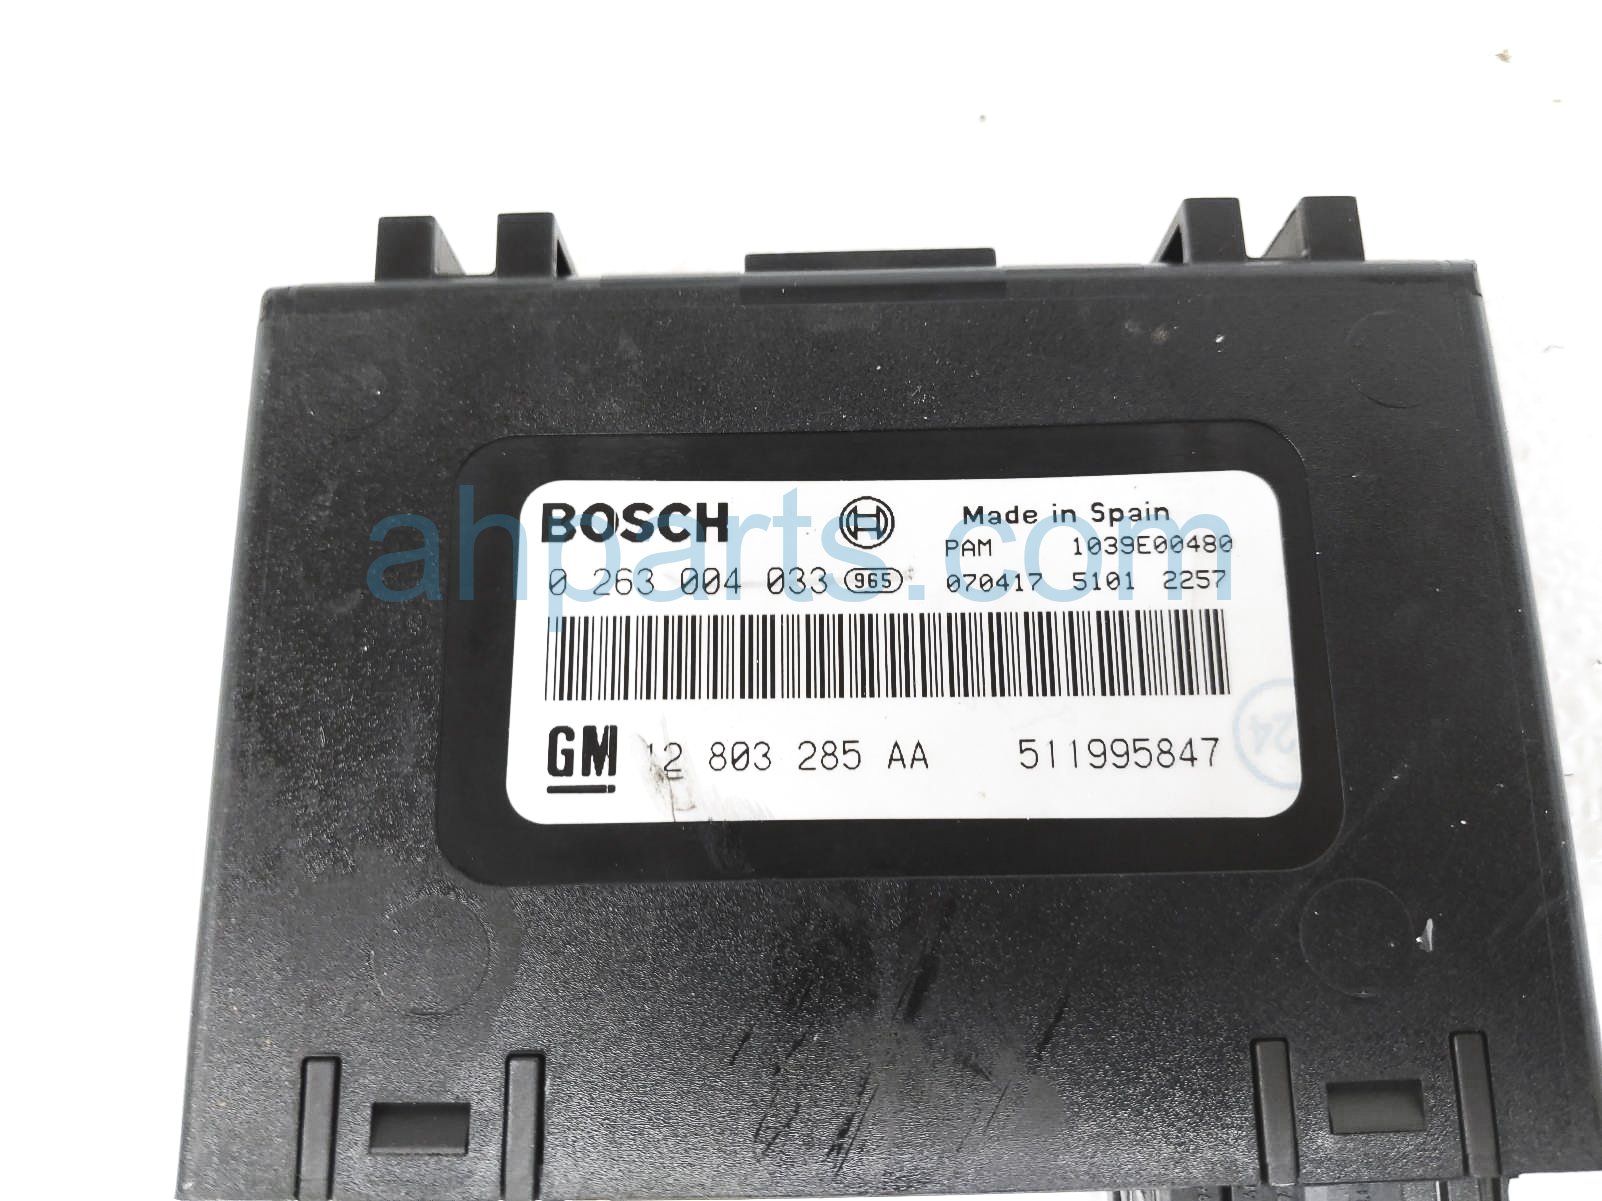 BOSCH
Made in Spain
PAM 1039E00480
0 263 004 033 965 070417 5101 2257
GM 12 803 285 AA 511995847
24
ahparts.com